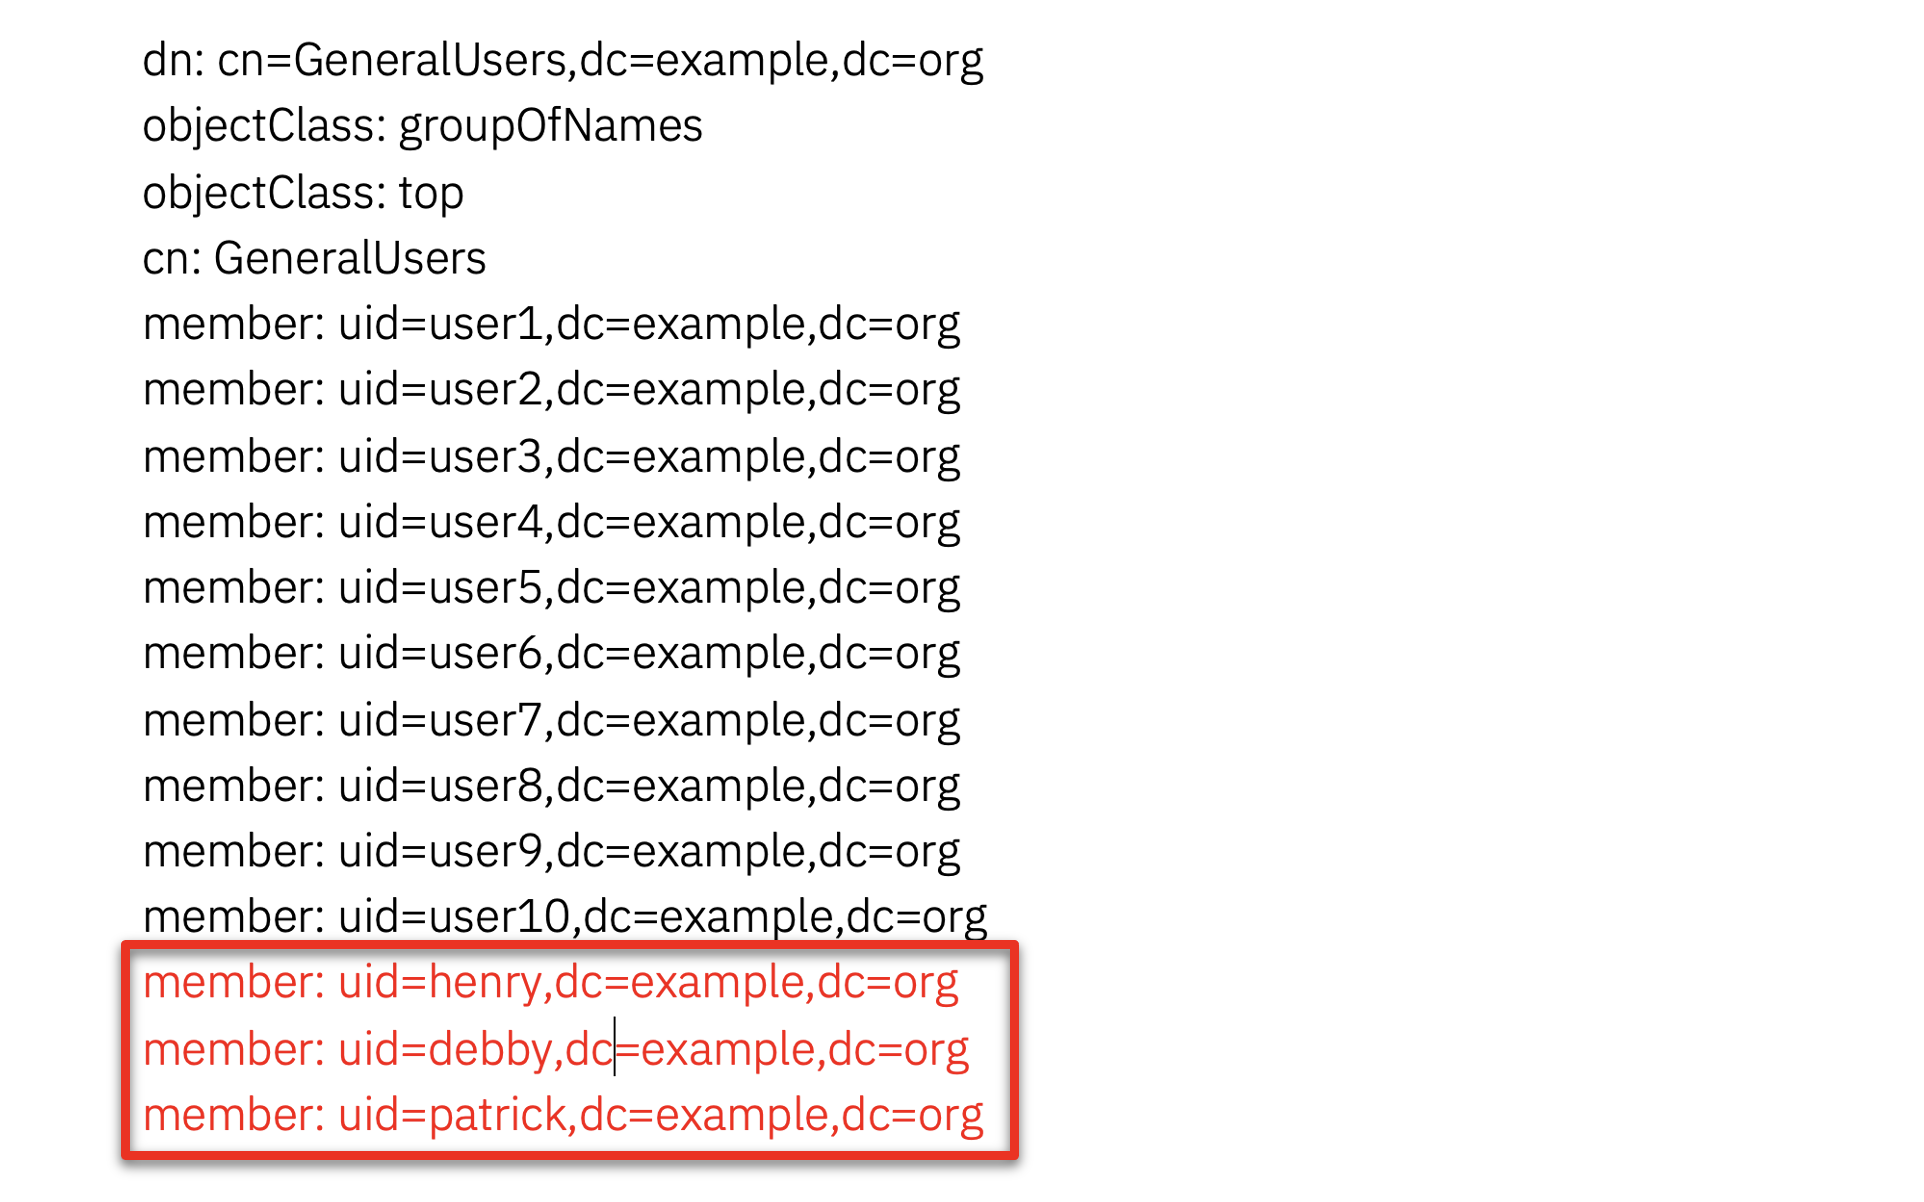 dn: cn=GeneralUsers,dc=example,dc=org
objectClass: groupOfNames
objectClass: top
cn: GeneralUsers
member: uid=user1,dc=example,dc=org
member: uid=user2,dc=example,dc=org
member: uid=user3,dc=example,dc=org
member: uid=user4,dc=example,dc=org
member: uid=user5,dc=example,dc=org
member: uid=user6,dc=example,dc=org
member: uid=user7,dc=example,dc=org
member: uid=user8,dc=example,dc=org
member: uid=user9,dc=example,dc=org
member: uid=user10,dc=example,dc=org
member: uid=henry,dc=example,dc=org
member: uid=debby,dc=example,dc=org
member: uid=patrick,dc=example,dc=org